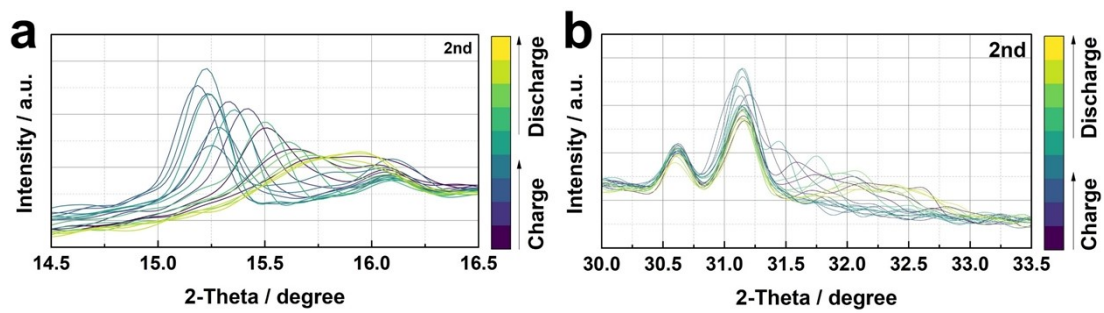 a
2nd
Intensity / a.u.
14.5 15.0 15.5 16.0 16.5
2-Theta / degree
Charge
Discharge
b
2nd
Intensity / a.u.
30.0 30.5 31.0 31.5 32.0 32.5 33.0 33.5
2-Theta / degree
Charge
Discharge